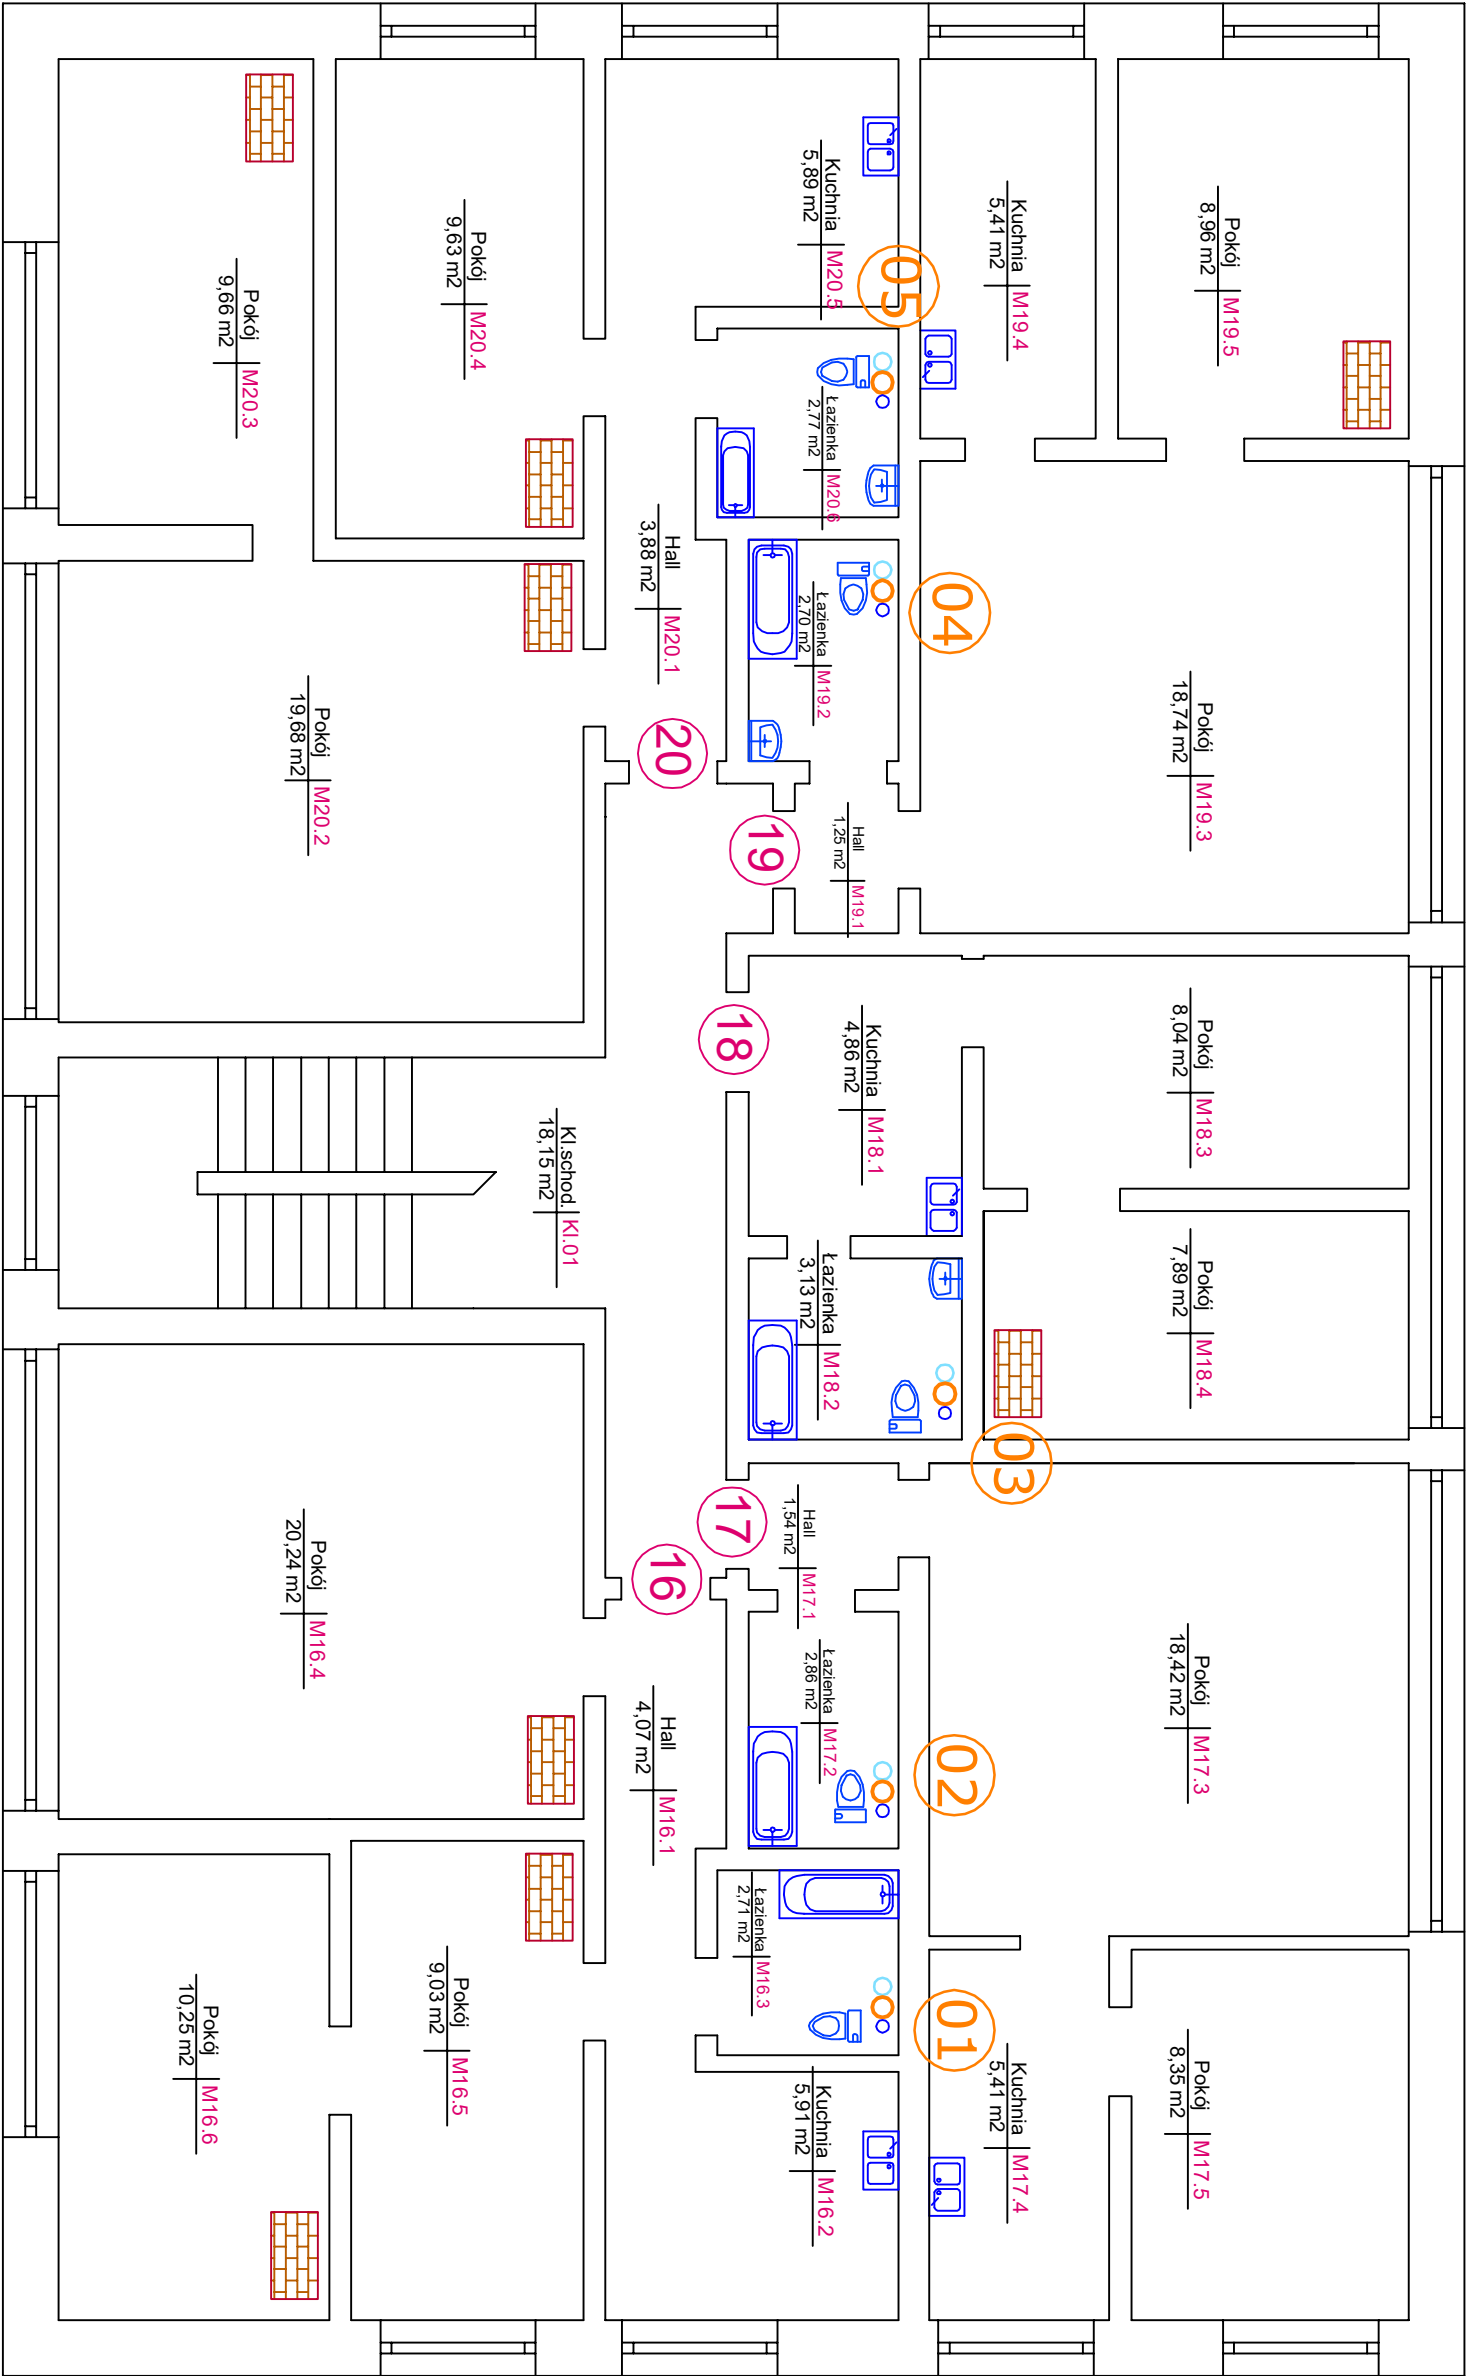 Pokój
8,96 m2
M19.5
Pokój
18,74 m2
M19.3
Pokój
8,04 m2
M18.3
Pokój
7,89 m2
M18.4
Pokój
18,42 m2
M17.3
Pokój
8,35 m2
M17.5
Kuchnia
5,41 m2
M19.4
05
04
03
02
01
Kuchnia
5,41 m2
M17.4
Kuchnia
5,89 m2
M20.5
Łazienka
2,77 m2
M20.6
Łazienka
2,70 m2
M19.2
Hall
1,25 m2
M19.1
Kuchnia
4,86 m2
M18.1
Łazienka
3,13 m2
M18.2
Hall
1,54 m2
M17.1
Łazienka
2,86 m2
M17.2
Łazienka
2,71 m2
M16.3
Kuchnia
5,91 m2
M16.2
20
19
18
17
16
Hall
3,88 m2
M20.1
Kl.schod.
18,15 m2
Kl.01
Hall
4,07 m2
M16.1
Pokój
9,63 m2
M20.4
Pokój
9,03 m2
M16.5
Pokój
9,66 m2
M20.3
Pokój
19,68 m2
M20.2
Pokój
20,24 m2
M16.4
Pokój
10,25 m2
M16.6